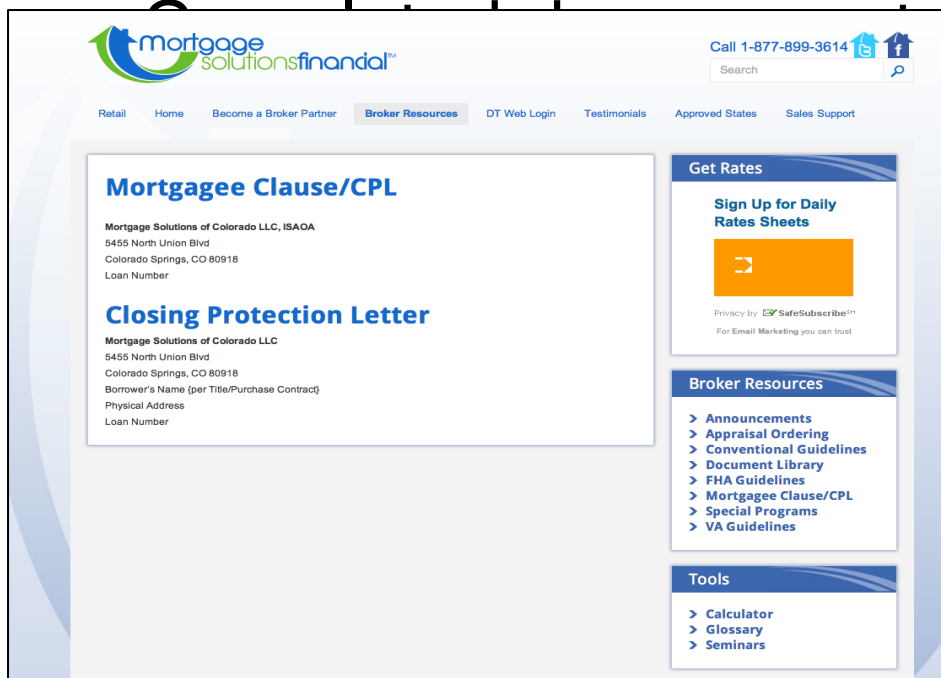 mortgage
solutionsfinancial™
Call 1-877-899-3614
Search
Retail Home Become a Broker Partner Broker Resources DT Web Login Testimonials Approved States Sales Support
Mortgagee Clause/CPL
Mortgage Solutions of Colorado LLC, ISAOA
5455 North Union Blvd
Colorado Springs, CO 80918
Loan Number
Closing Protection Letter
Mortgage Solutions of Colorado LLC
5455 North Union Blvd
Colorado Springs, CO 80918
Borrower's Name {per Title/Purchase Contract}
Physical Address
Loan Number
Get Rates
Sign Up for Daily
Rates Sheets
Privacy by SafeSubscribe℠
For Email Marketing you can trust
Broker Resources
> Announcements
> Appraisal Ordering
> Conventional Guidelines
> Document Library
> FHA Guidelines
> Mortgagee Clause/CPL
> Special Programs
> VA Guidelines
Tools
> Calculator
> Glossary
> Seminars